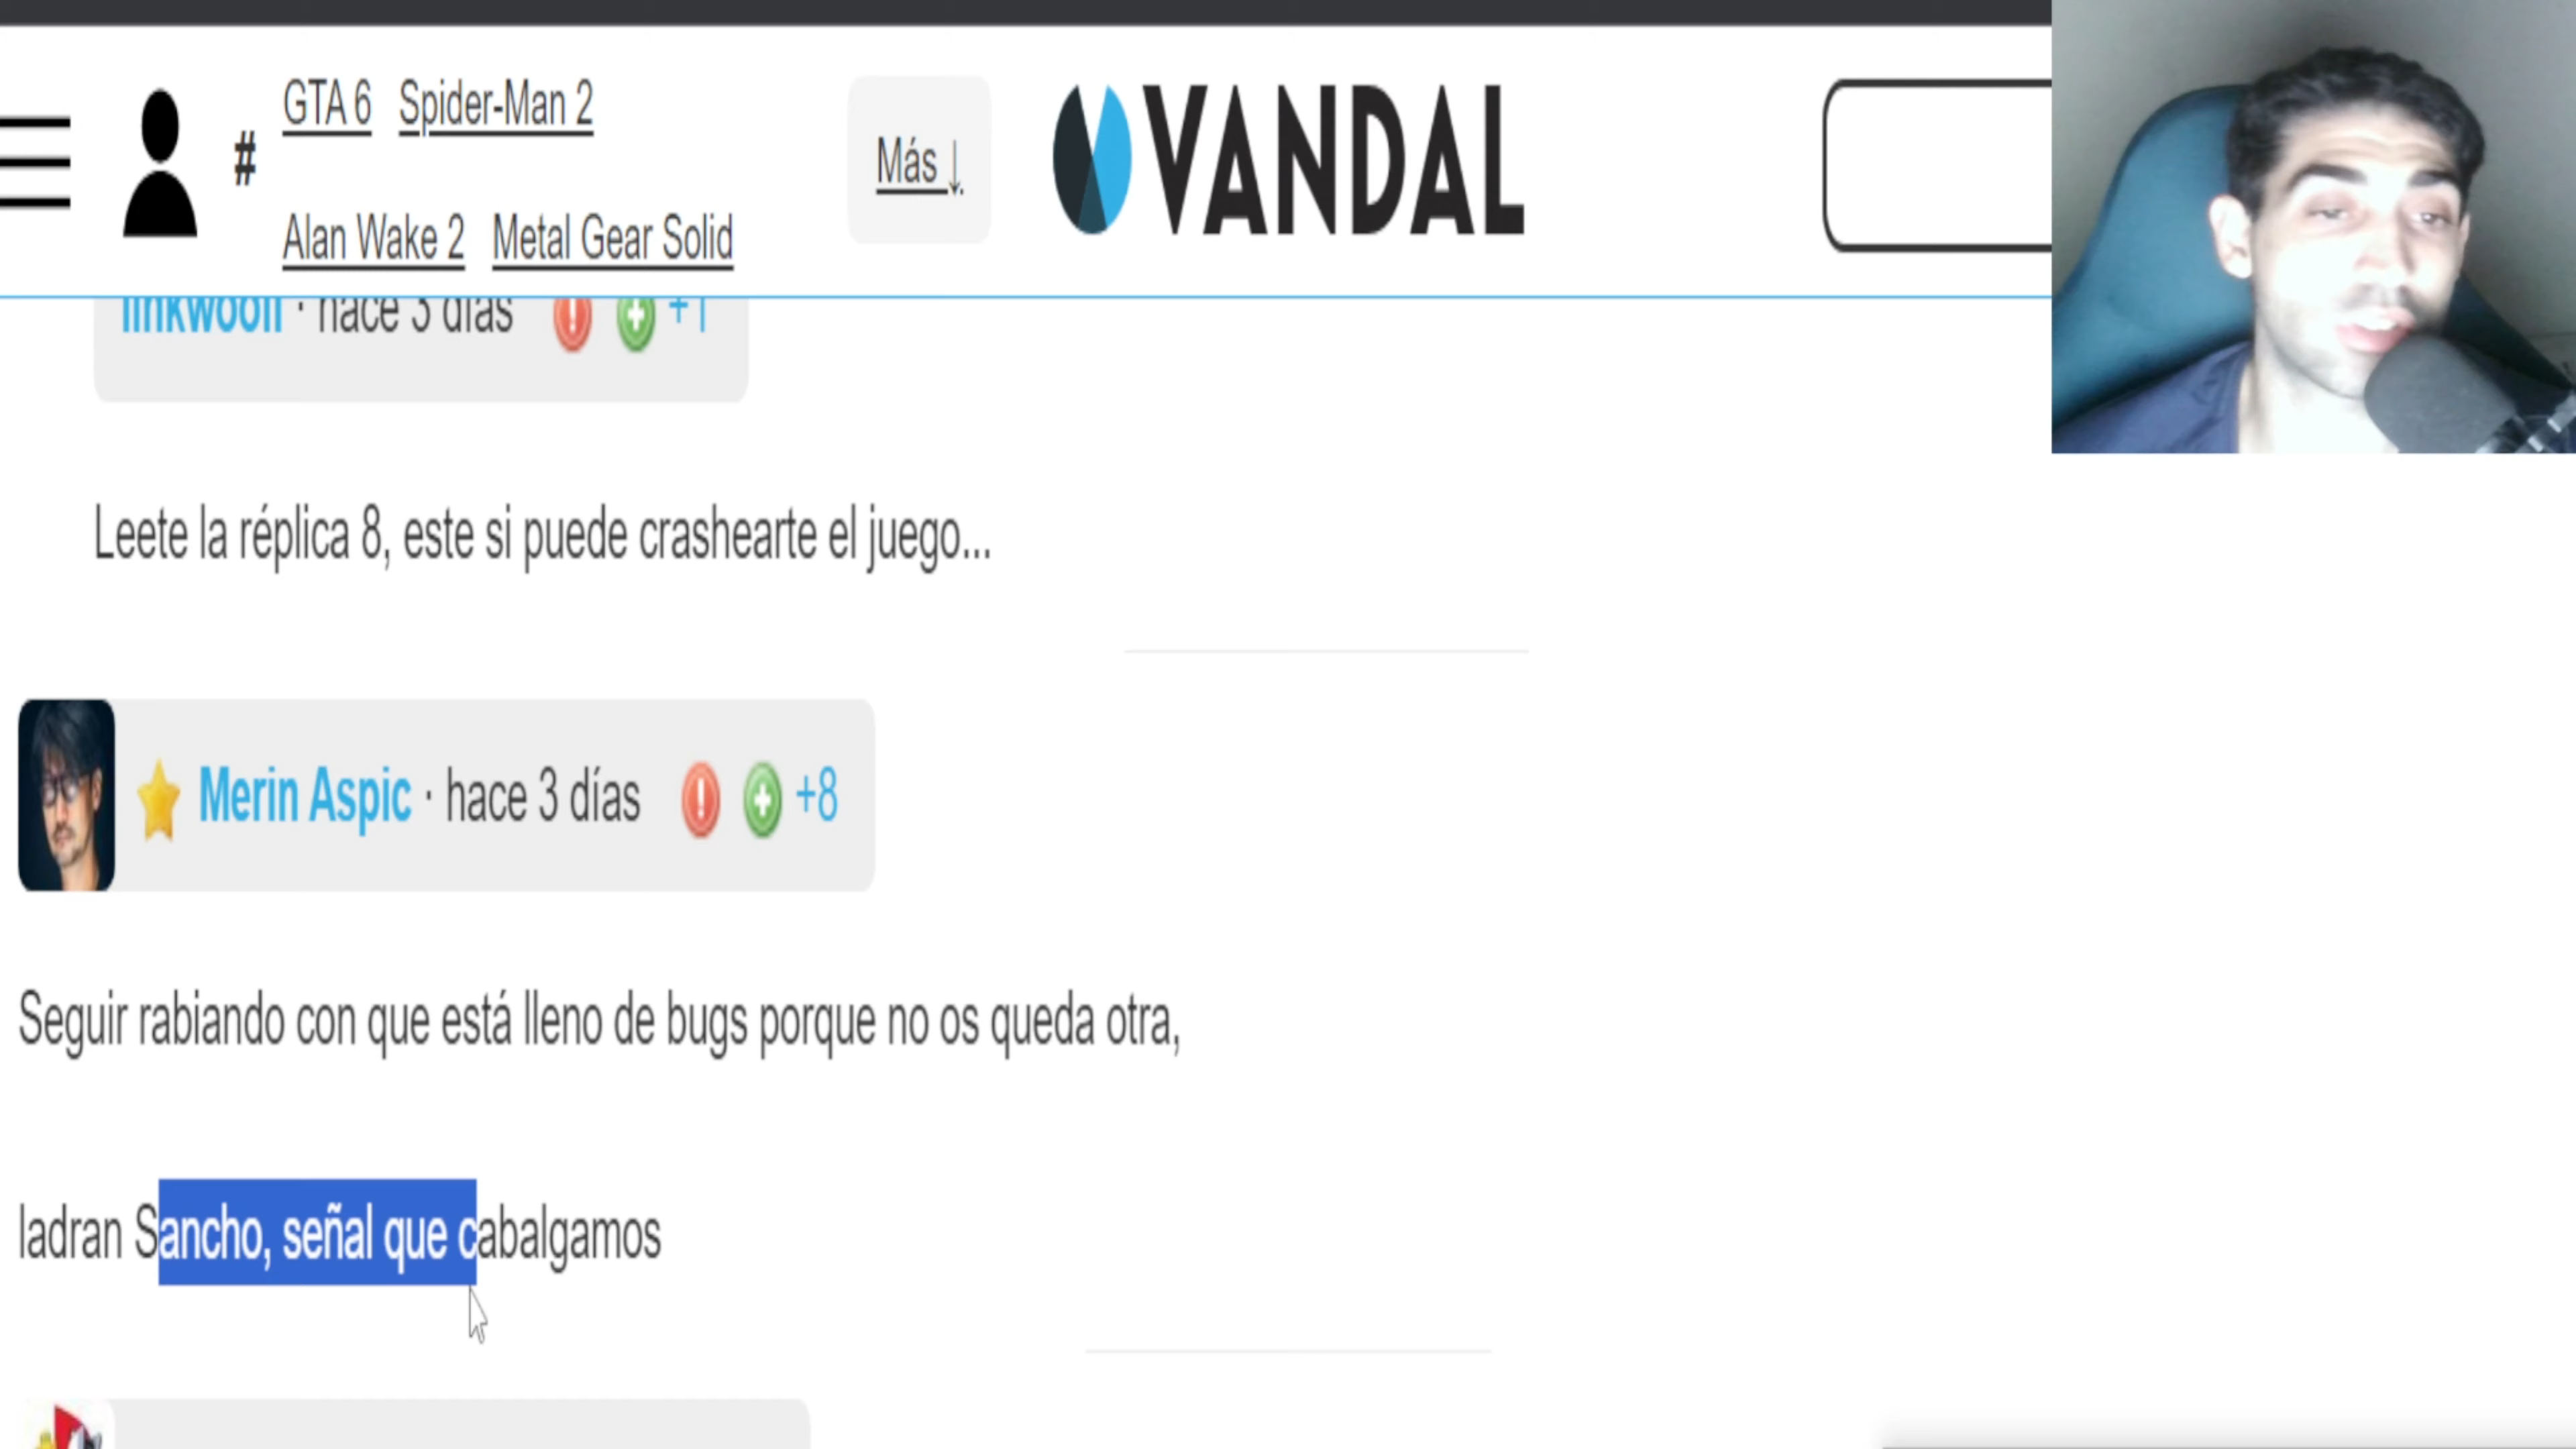 GTA 6 Spider-Man 2
#
Más ↓
VANDAL
Alan Wake 2 Metal Gear Solid
· hace 3 días ! +1
Leete la réplica 8, este si puede crashearte el juego...
Merin Aspic · hace 3 días ! +8
Seguir rabiando con que está lleno de bugs porque no os queda otra,
ladran Sancho, señal que cabalgamos